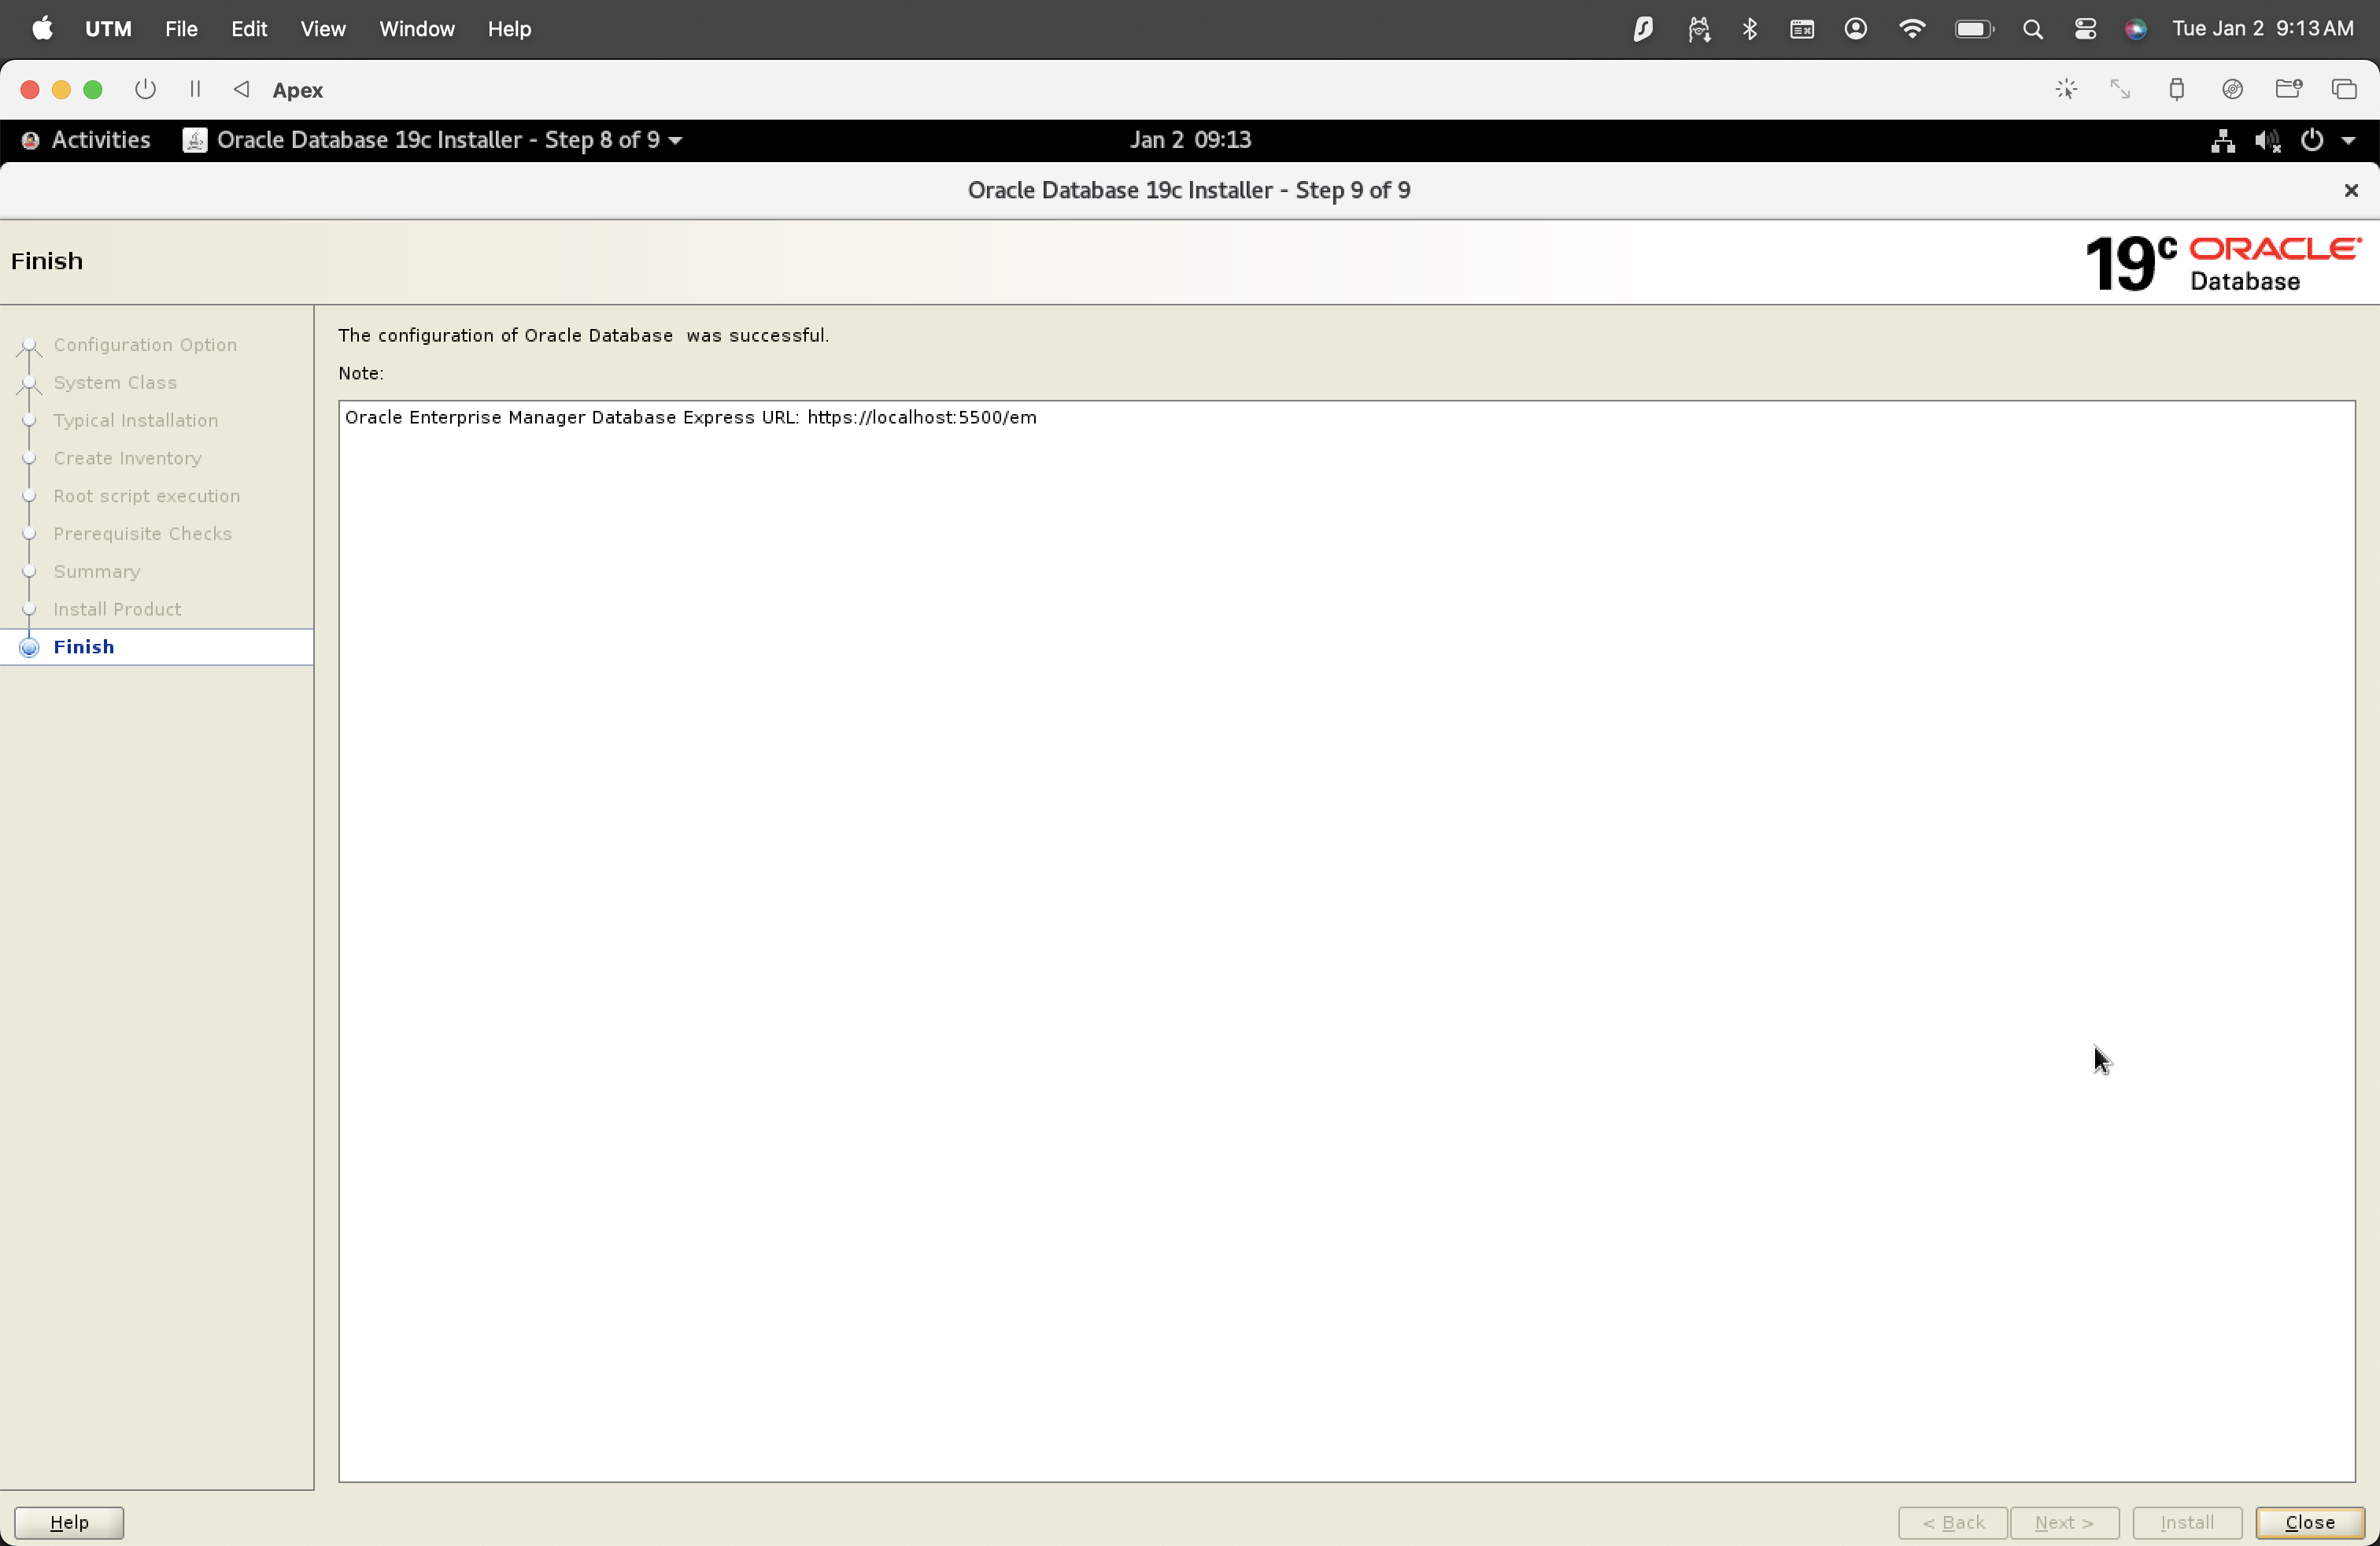 UTM File Edit View Window Help Tue Jan 2 9:13 AM
Apex
Activities Oracle Database 19c Installer - Step 8 of 9 Jan 2 09:13
Oracle Database 19c Installer - Step 9 of 9
Finish
19c ORACLE
Database
Configuration Option
System Class
Typical Installation
Create Inventory
Root script execution
Prerequisite Checks
Summary
Install Product
Finish
The configuration of Oracle Database  was successful.
Note:
Oracle Enterprise Manager Database Express URL: https://localhost:5500/em
Help < Back Next > Install Close